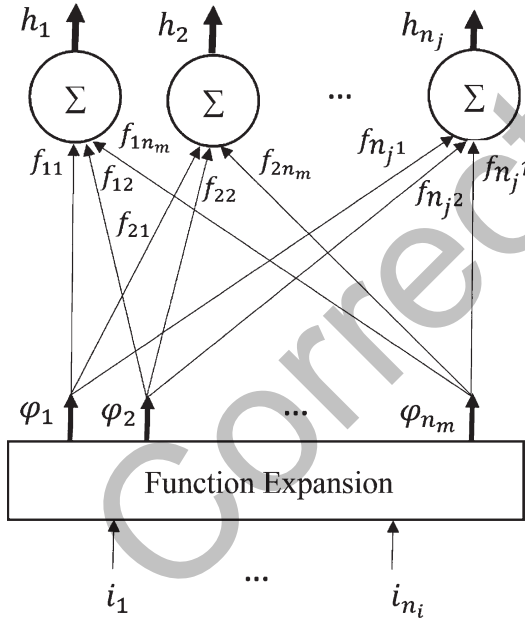 h₁ h₂ hₙⱼ
Σ Σ ... Σ
f₁₁ f₁₂ f₁ₙₘ f₂₁ f₂₂ f₂ₙₘ fₙⱼ₁ fₙⱼ₂ fₙⱼ
φ₁ φ₂ ... φₙₘ
Function Expansion
i₁ ... iₙᵢ
Correct